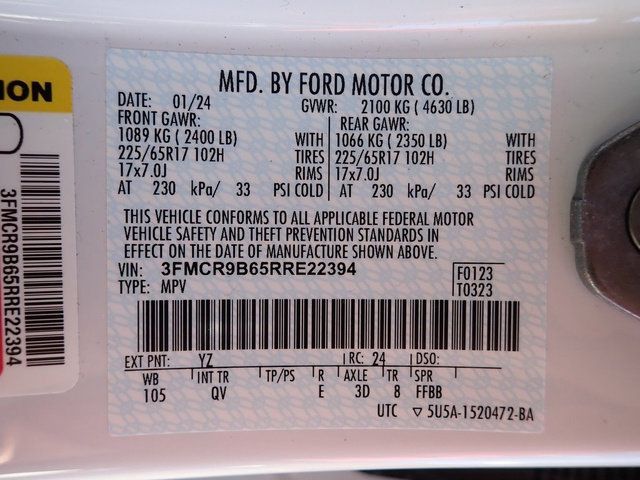 MFD. BY FORD MOTOR CO.
DATE: 01/24 GVWR: 2100 KG ( 4630 LB)
FRONT GAWR: REAR GAWR:
1089 KG ( 2400 LB) WITH 1066 KG ( 2350 LB) WITH
225/65R17 102H TIRES 225/65R17 102H TIRES
17x7.0J RIMS 17x7.0J RIMS
AT 230 kPa/ 33 PSI COLD AT 230 kPa/ 33 PSI COLD
THIS VEHICLE CONFORMS TO ALL APPLICABLE FEDERAL MOTOR
VEHICLE SAFETY AND THEFT PREVENTION STANDARDS IN
EFFECT ON THE DATE OF MANUFACTURE SHOWN ABOVE.
VIN: 3FMCR9B65RRE22394 F0123
TYPE: MPV T0323
EXT PNT: YZ RC: 24 DSO:
WB INT TR TP/PS R AXLE TR SPR
105 QV E 3D 8 FFBB
UTC ▽ 5U5A-1520472-BA
TION
3FMCR9B65RRE22394